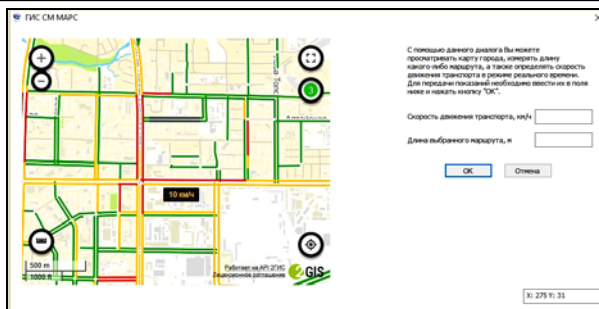 ГИС СМ МАРС
3
10 км/ч
500 m
1000 ft
Работает на API 2ГИС
Лицензионное соглашение
2GIS
С помощью данного диалога Вы можете
просматривать карту города, измерять длину
какого-либо маршрута, а также определять скорость
движения транспорта в режиме реального времени.
Для передачи показаний необходимо ввести их в поля
ниже и нажать кнопку "ОК".
Скорость движения транспорта, км/ч
Длина выбранного маршрута, м
ОК
Отмена
X: 275 Y: 31